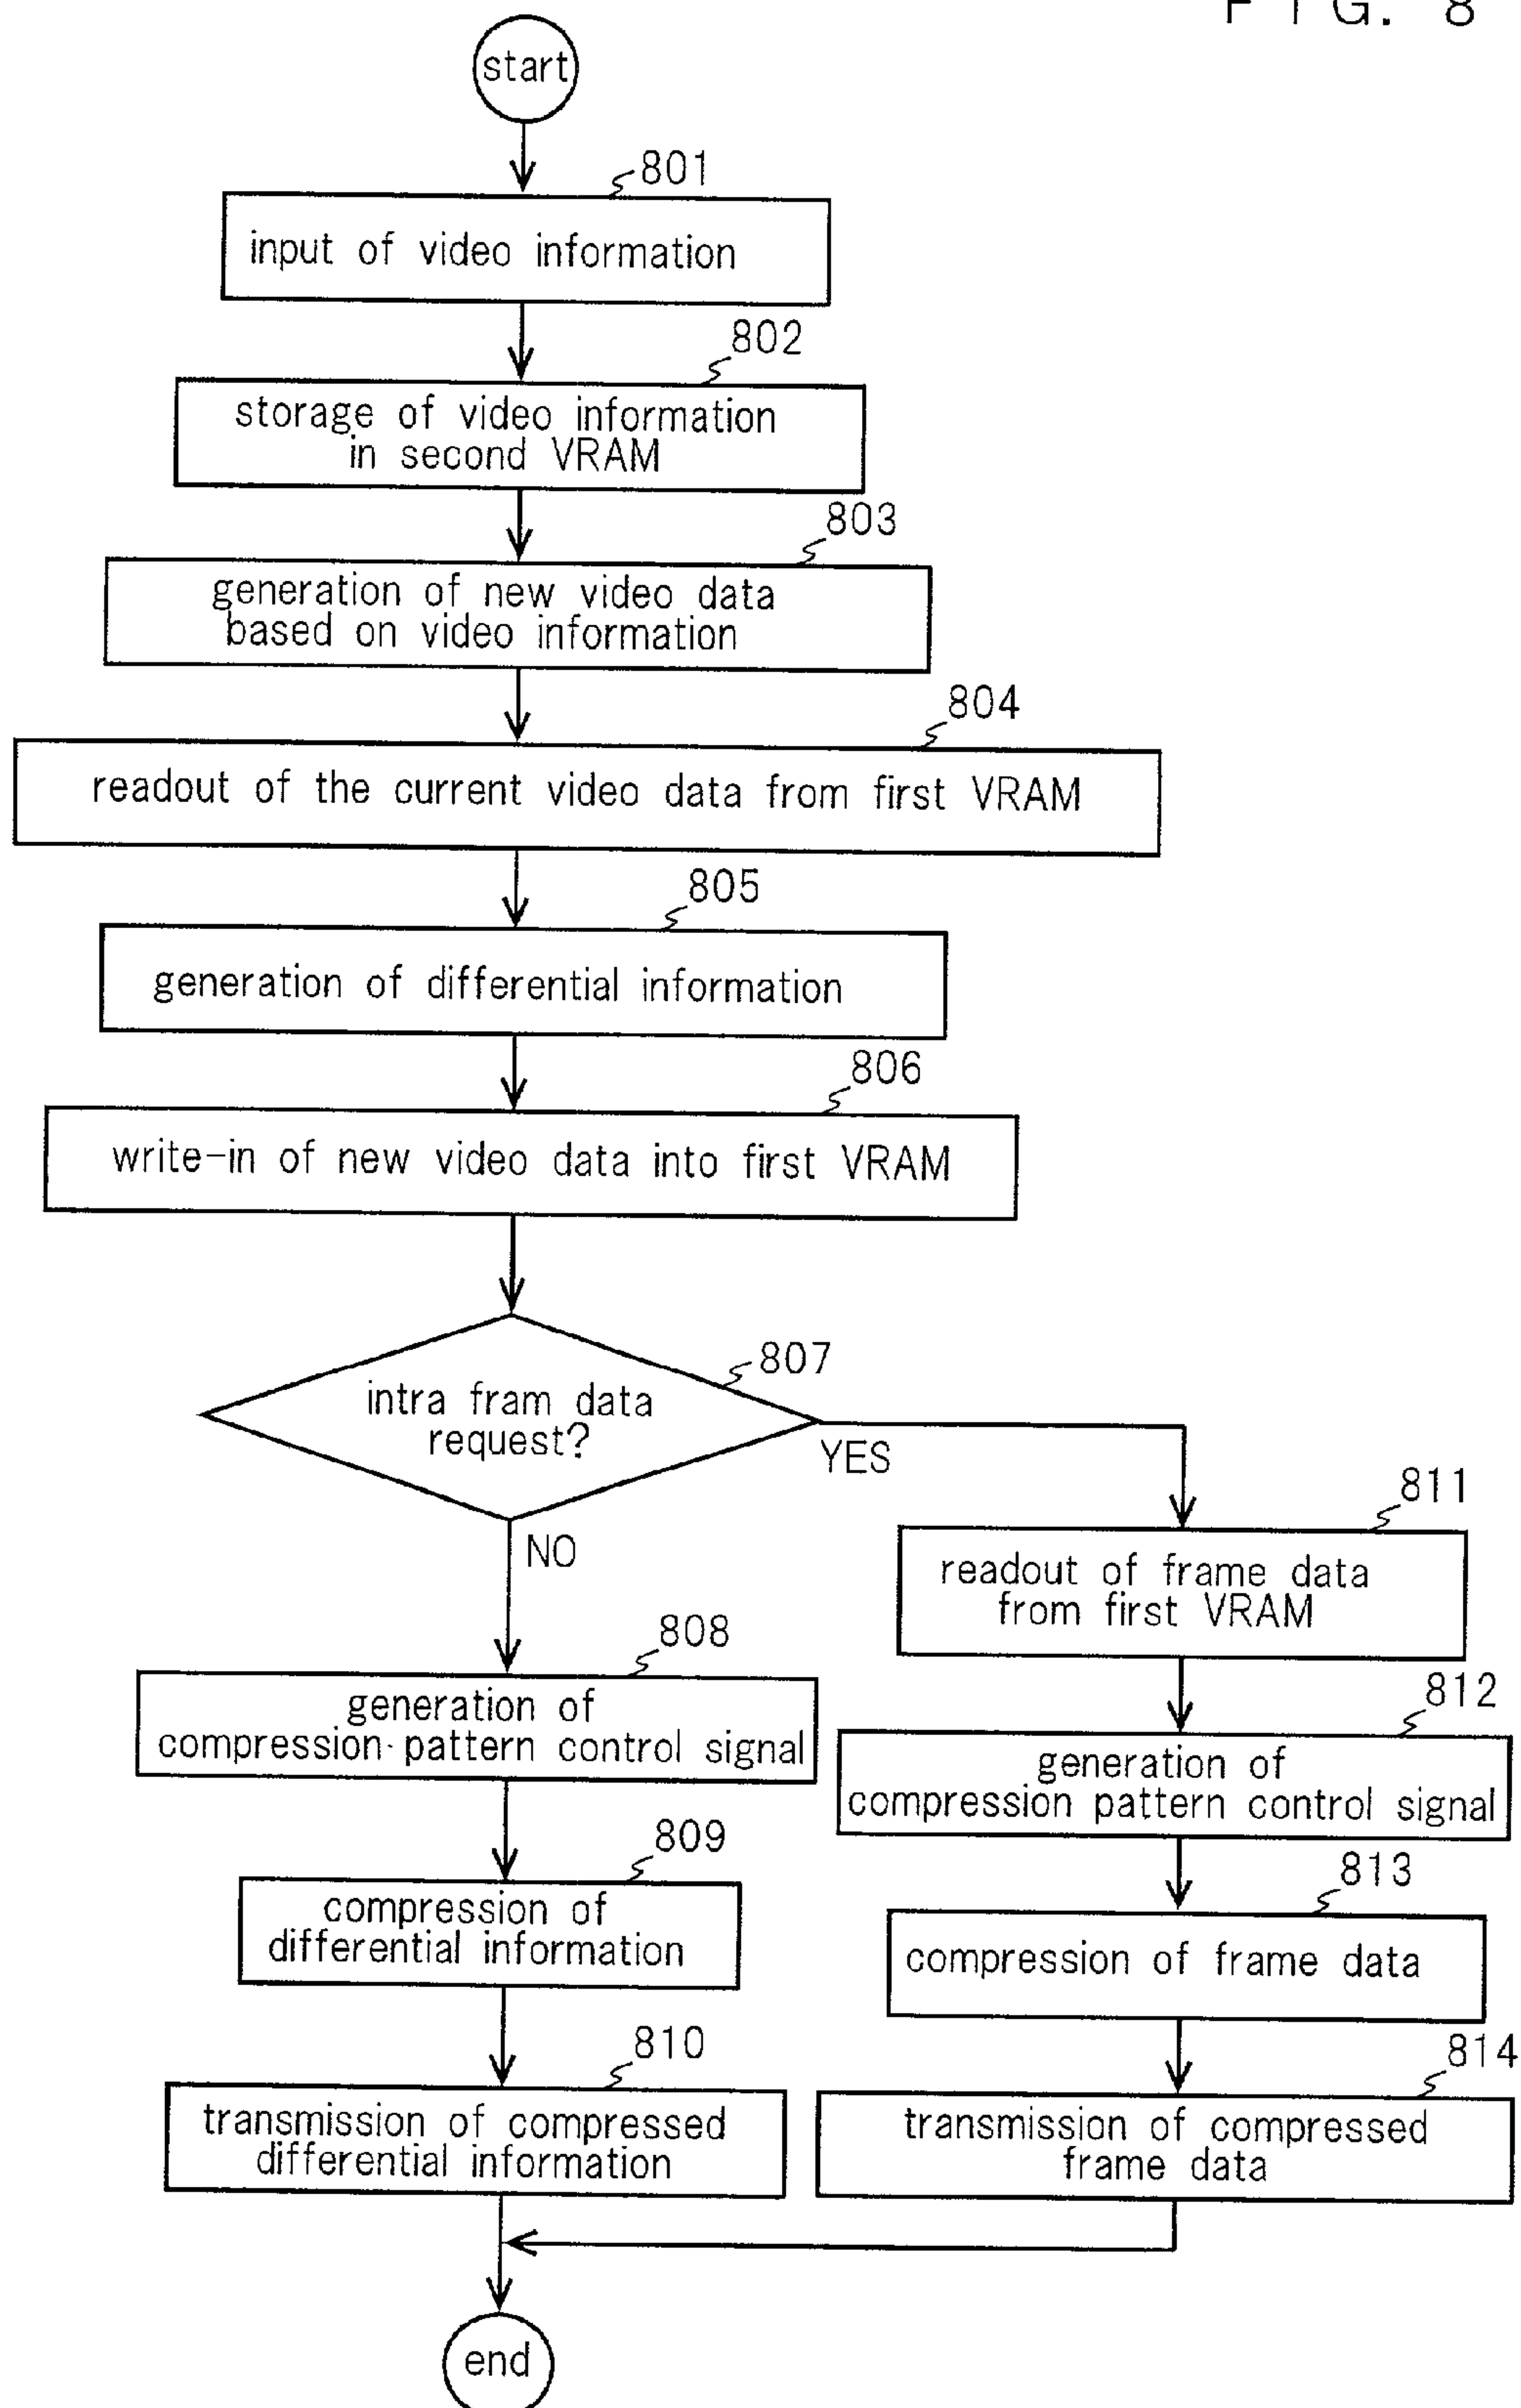 FIG. 8
start
801
input of video information
802
storage of video information
in second VRAM
803
generation of new video data
based on video information
804
readout of the current video data from first VRAM
805
generation of differential information
806
write-in of new video data into first VRAM
807
intra fram data
request?
YES
NO
811
readout of frame data
from first VRAM
808
generation of
compression pattern control signal
812
generation of
compression pattern control signal
809
compression of
differential information
813
compression of frame data
810
transmission of compressed
differential information
814
transmission of compressed
frame data
end